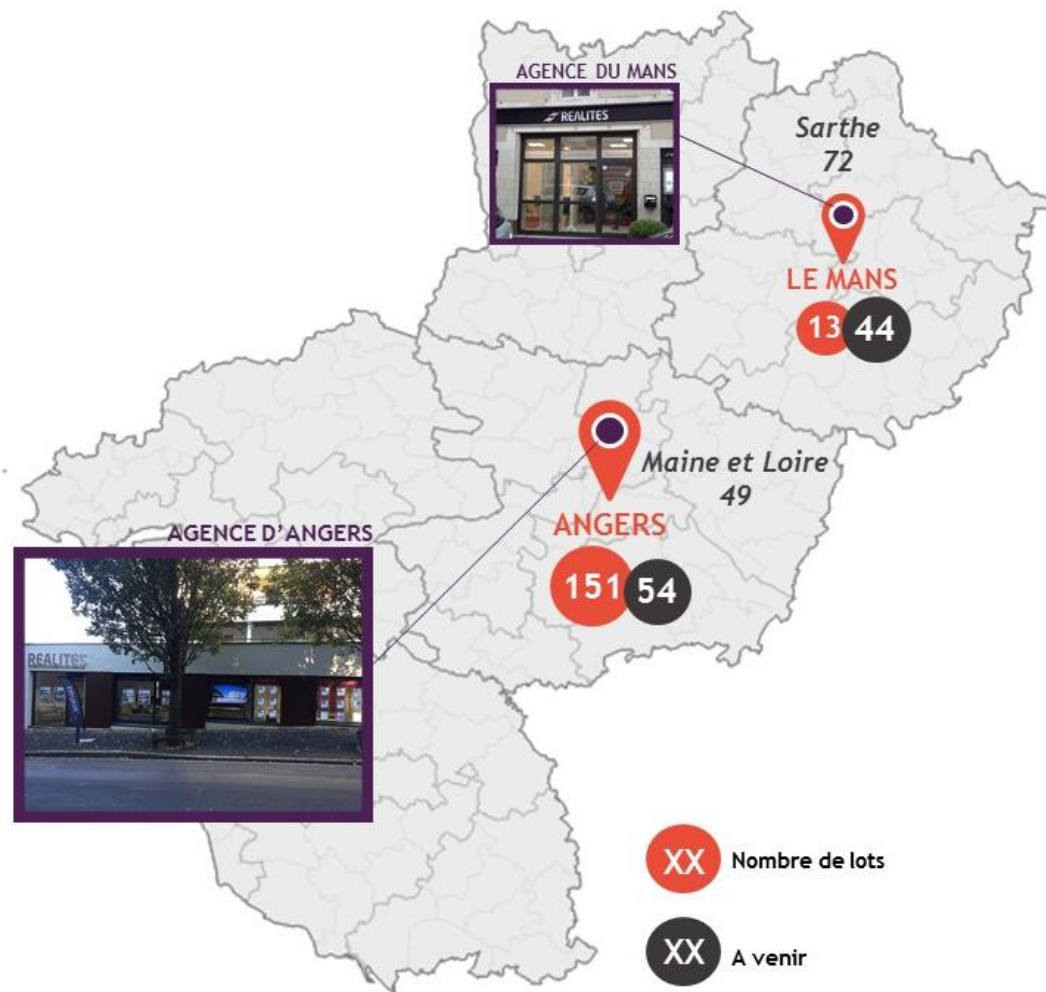 AGENCE DU MANS
REALITES
Sarthe
72
LE MANS
13
44
Maine et Loire
49
ANGERS
151
54
AGENCE D'ANGERS
REALITES
XX
Nombre de lots
XX
A venir